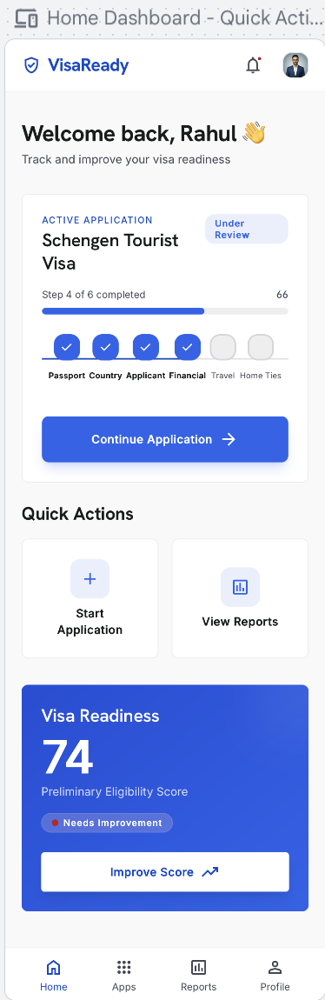 Home Dashboard - Quick Acti...
VisaReady
Welcome back, Rahul 👋
Track and improve your visa readiness
ACTIVE APPLICATION
Under
Review
Schengen Tourist
Visa
Step 4 of 6 completed 66
Passport Country Applicant Financial Travel Home Ties
Continue Application →
Quick Actions
Start
Application
View Reports
Visa Readiness
74
Preliminary Eligibility Score
Needs Improvement
Improve Score
Home Apps Reports Profile